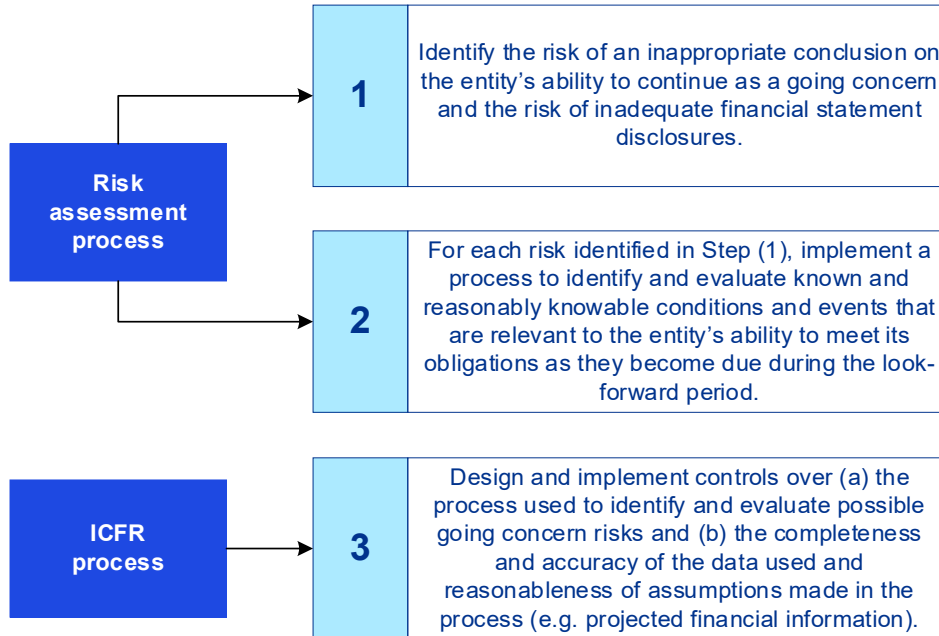 Risk
assessment
process
1
Identify the risk of an inappropriate conclusion on
the entity's ability to continue as a going concern
and the risk of inadequate financial statement
disclosures.
2
For each risk identified in Step (1), implement a
process to identify and evaluate known and
reasonably knowable conditions and events that
are relevant to the entity's ability to meet its
obligations as they become due during the look-
forward period.
ICFR
process
3
Design and implement controls over (a) the
process used to identify and evaluate possible
going concern risks and (b) the completeness
and accuracy of the data used and
reasonableness of assumptions made in the
process (e.g. projected financial information).